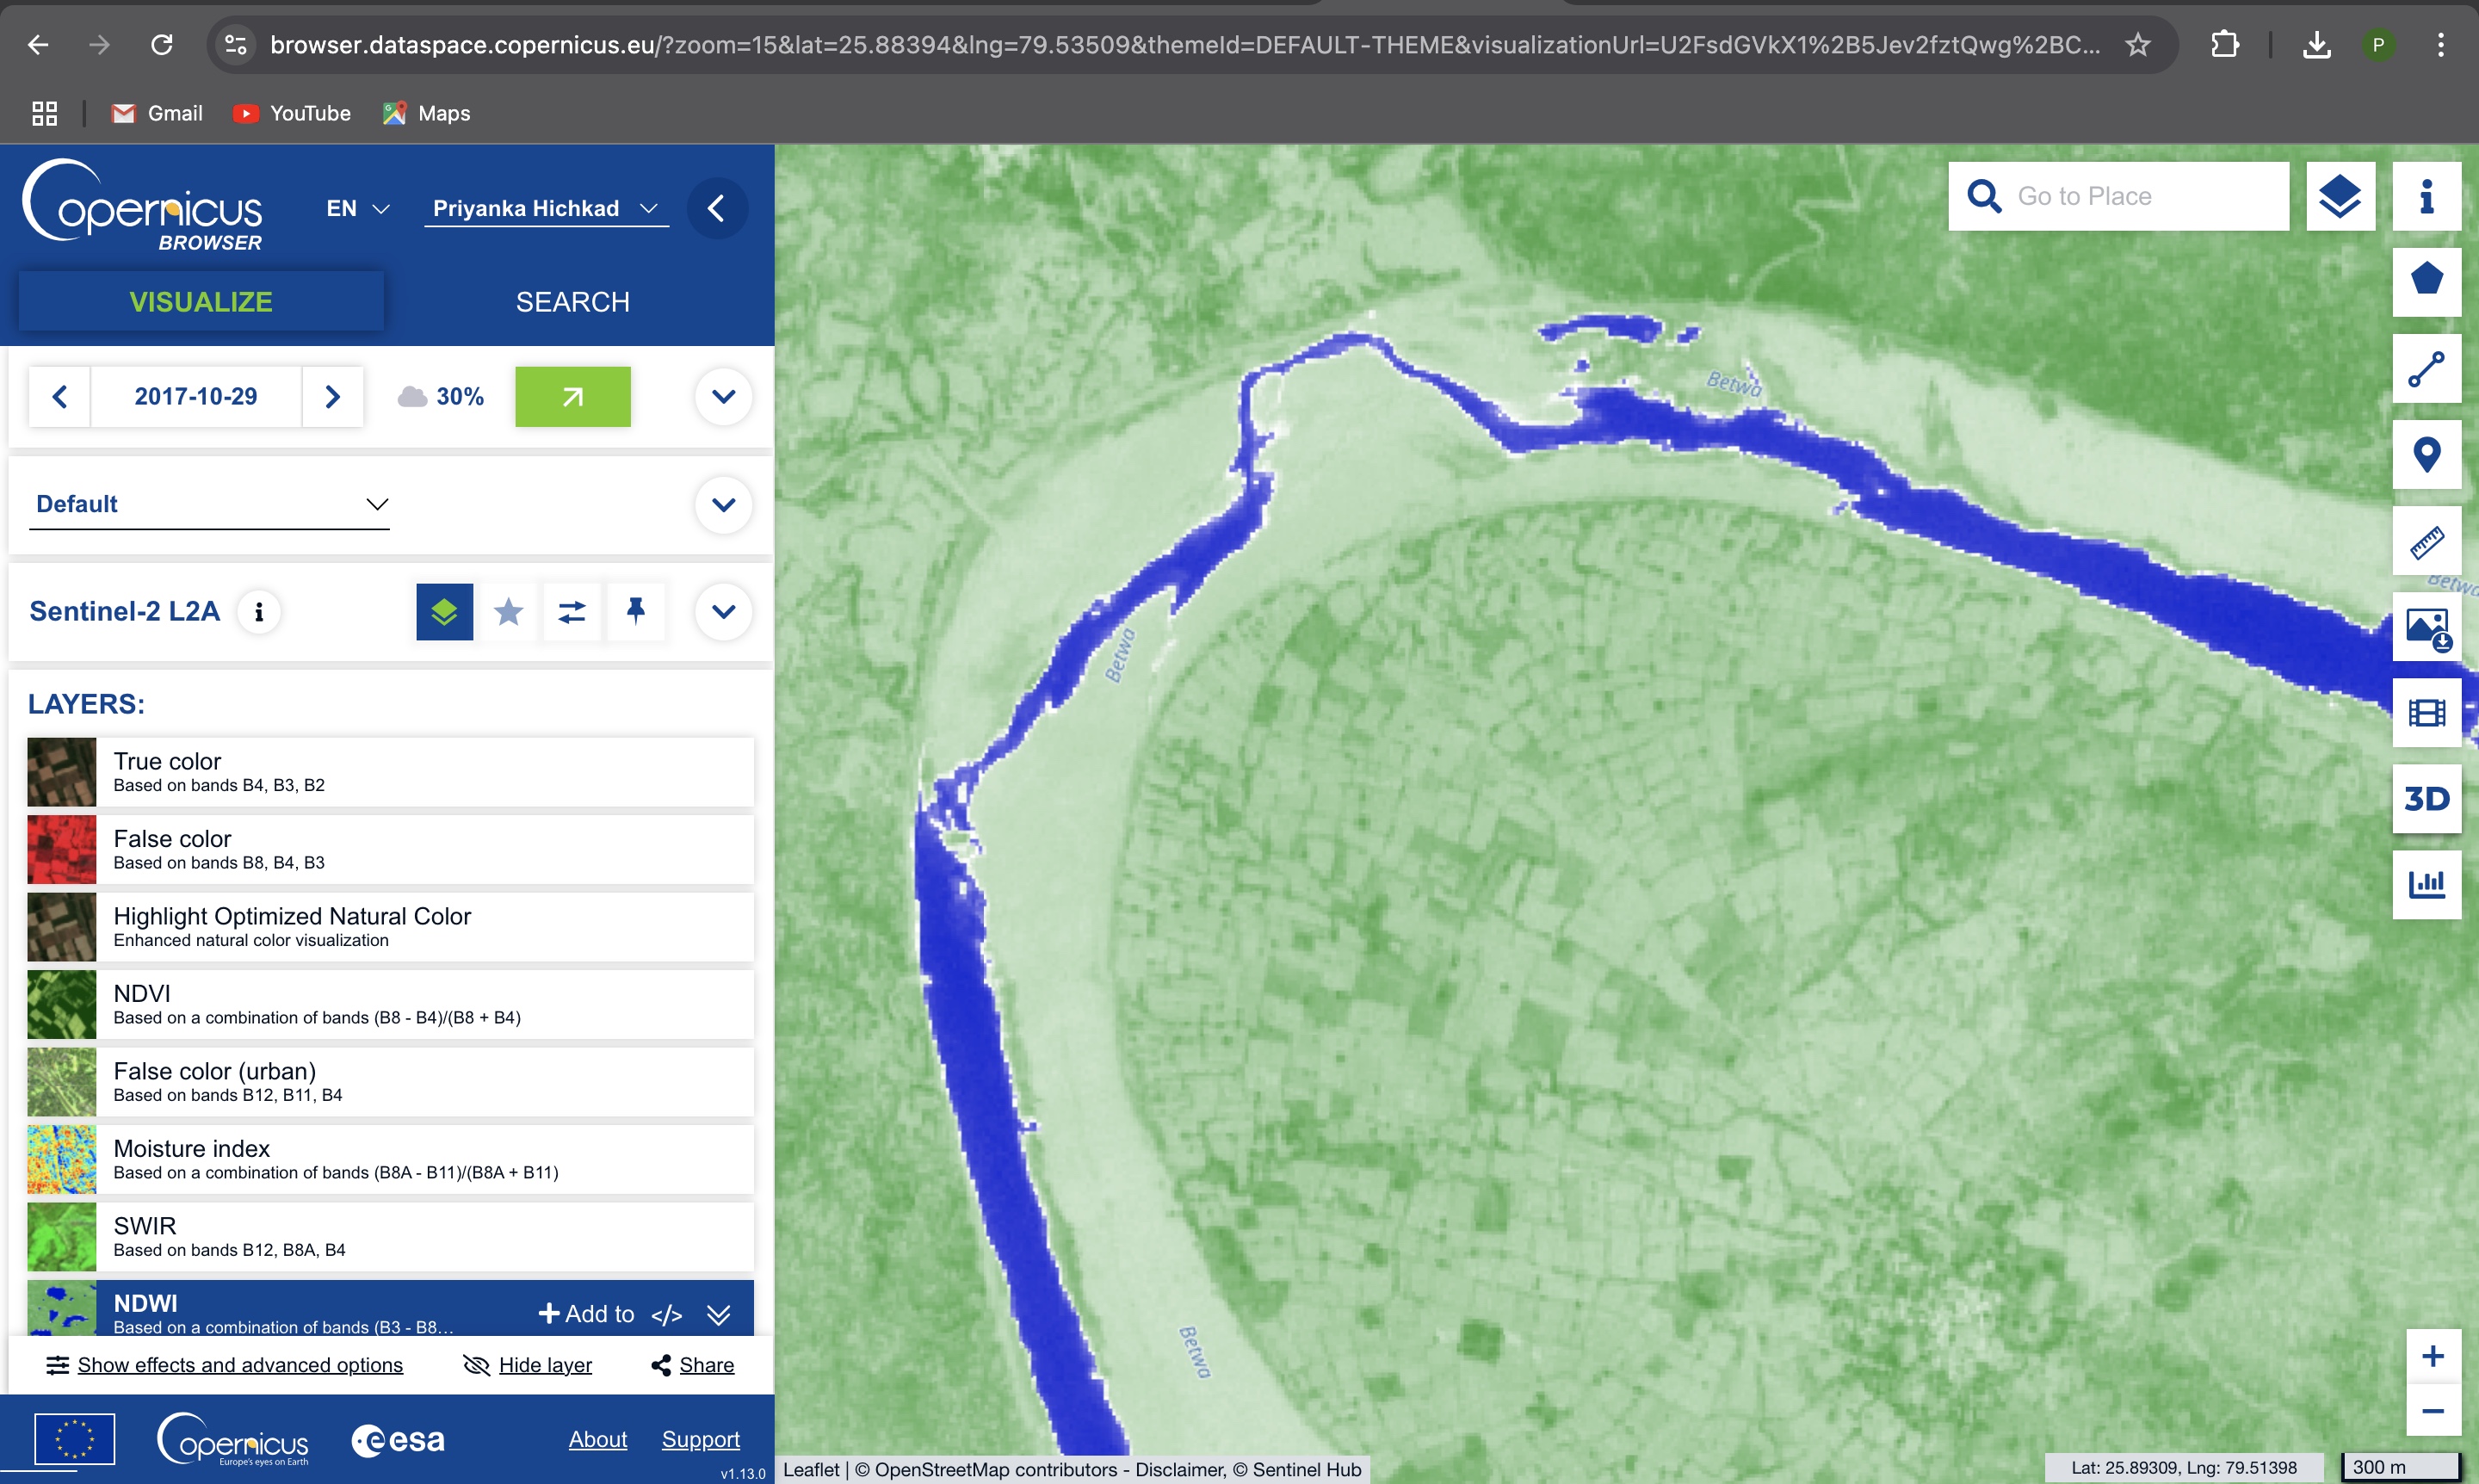 browser.dataspace.copernicus.eu/?zoom=15&lat=25.88394&lng=79.53509&themeId=DEFAULT-THEME&visualizationUrl=U2FsdGVkX1%2B5Jev2fztQwg%2BC...
P
Gmail
YouTube
Maps
opernicus
BROWSER
EN
Priyanka Hichkad
VISUALIZE
SEARCH
2017-10-29
30%
Default
Sentinel-2 L2A
LAYERS:
True color
Based on bands B4, B3, B2
False color
Based on bands B8, B4, B3
Highlight Optimized Natural Color
Enhanced natural color visualization
NDVI
Based on a combination of bands (B8 - B4)/(B8 + B4)
False color (urban)
Based on bands B12, B11, B4
Moisture index
Based on a combination of bands (B8A - B11)/(B8A + B11)
SWIR
Based on bands B12, B8A, B4
NDWI
Based on a combination of bands (B3 - B8...
Add to
</>
Show effects and advanced options
Hide layer
Share
opernicus
Europe's eyes on Earth
esa
About
Support
v1.13.0
Go to Place
Betwa
Betwa
Betwa
Betwa
3D
Leaflet | © OpenStreetMap contributors - Disclaimer, © Sentinel Hub
Lat: 25.89309, Lng: 79.51398
300 m